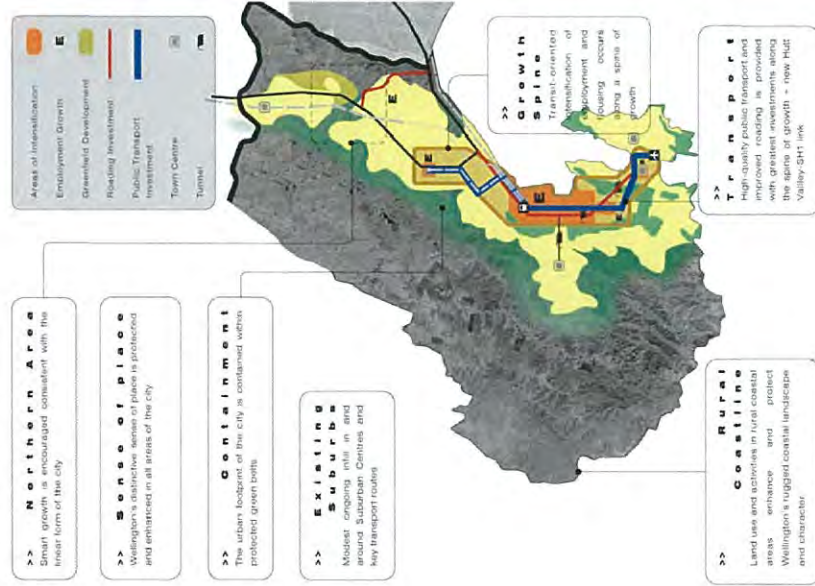 >> Northern Area
Smart growth is encouraged consistent with the
linear form of the city
>> Sense of place
Wellington's distinctive sense of place is protected
and enhanced in all areas of the city
>> Containment
The urban footprint of the city is contained within
protected green belts
>> Existing
Suburbs
Modest ongoing infill in and
around Suburban Centres and
key transport routes
>> Rural
Coastline
Land use and activities in rural coastal
areas enhance and protect
Wellington's rugged coastal landscape
and character
Areas of Intensification
E Employment Growth
Greenfield Development
Roading Investment
Public Transport
Investment
Town Centre
Tunnel
>> Growth
Spine
Transit-oriented
intensification of
employment and
housing occurs
along a spine of
growth
>> Transport
High-quality public transport and
improved roading is provided
with greatest investments along
the spine of growth + new Hutt
Valley-SH1 link
E
E
E
E